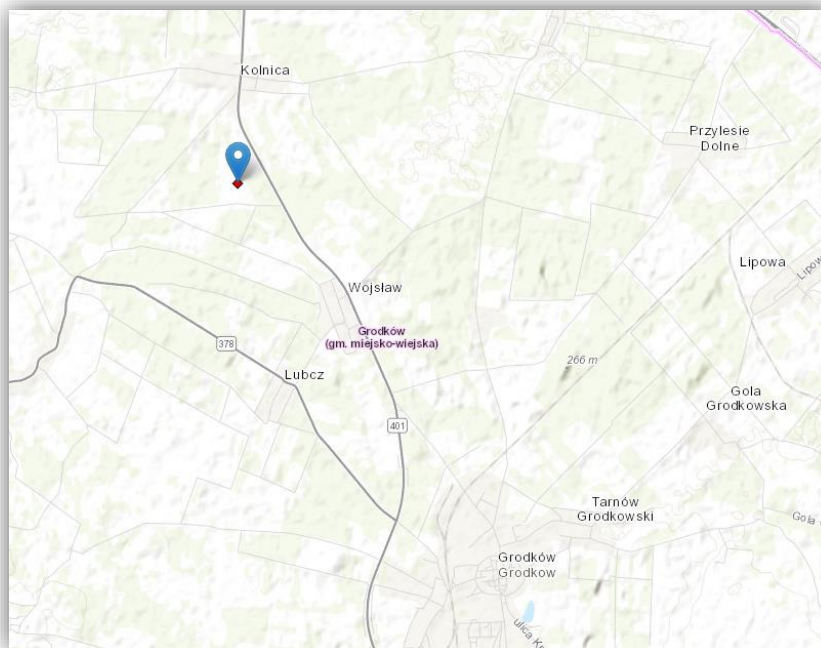 Kolnica
Przylesie
Dolne
Lipowa
Wojsław
Grodków
(gm. miejsko-wiejska)
378
266 m
Lubcz
Gola
Grodkowska
401
Tarnów
Grodkowski
Gola
Grodków
Grodkow
ulica